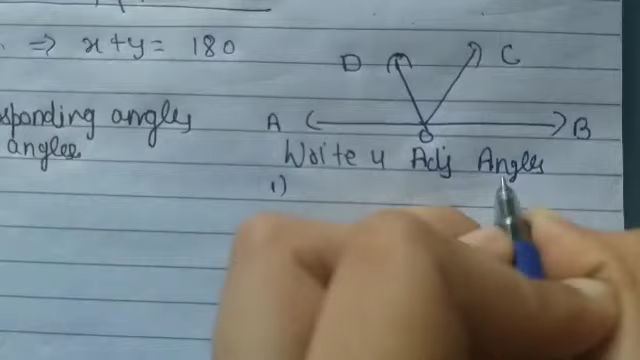 ⇒ x+y = 180
sponding angles
angles
D
C
A
B
O
Write 4 Adj Angles
1)